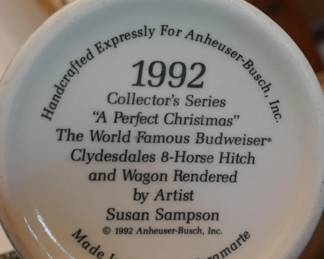 Handcrafted Expressly For Anheuser-Busch, Inc.
1992
Collector's Series
"A Perfect Christmas"
The World Famous Budweiser®
Clydesdales 8-Horse Hitch
and Wagon Rendered
by Artist
Susan Sampson
© 1992 Anheuser-Busch, Inc.
Made